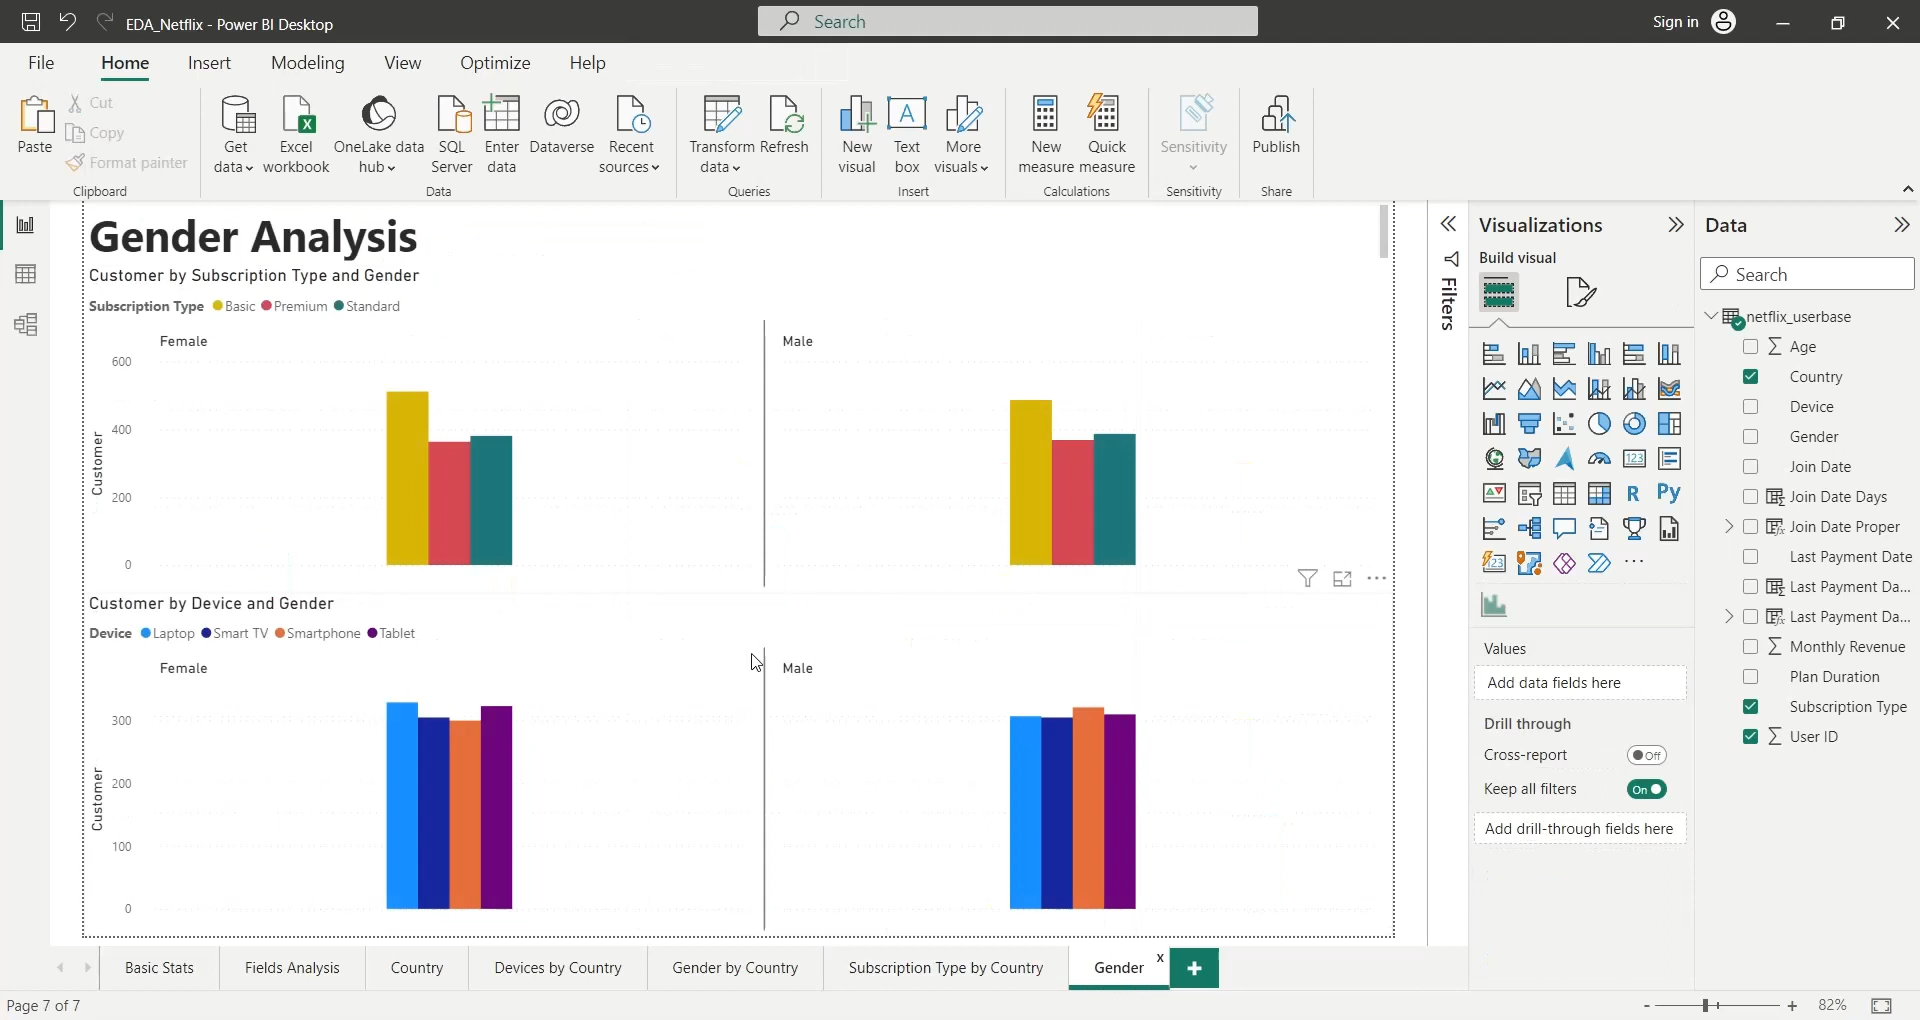 EDA_Netflix - Power BI Desktop
Search
Sign in
File Home Insert Modeling View Optimize Help
Paste
Cut
Copy
Format painter
Clipboard
Get data
Excel workbook
OneLake data hub
SQL Server
Enter data
Dataverse
Recent sources
Data
Transform data
Refresh
Queries
New visual
Text box
More visuals
Insert
New measure
Quick measure
Calculations
Sensitivity
Sensitivity
Publish
Share
Gender Analysis
Customer by Subscription Type and Gender
Subscription Type Basic Premium Standard
Female
Male
600
400
200
0
Customer
Customer by Device and Gender
Device Laptop Smart TV Smartphone Tablet
Female
Male
300
200
100
0
Customer
Filters
Visualizations
Build visual
R
Py
123
Values
Add data fields here
Drill through
Cross-report
Off
Keep all filters
On
Add drill-through fields here
Data
Search
netflix_userbase
Age
Country
Device
Gender
Join Date
Join Date Days
Join Date Proper
Last Payment Date
Last Payment Da...
Last Payment Da...
Monthly Revenue
Plan Duration
Subscription Type
User ID
Basic Stats
Fields Analysis
Country
Devices by Country
Gender by Country
Subscription Type by Country
Gender
x
Page 7 of 7
82%